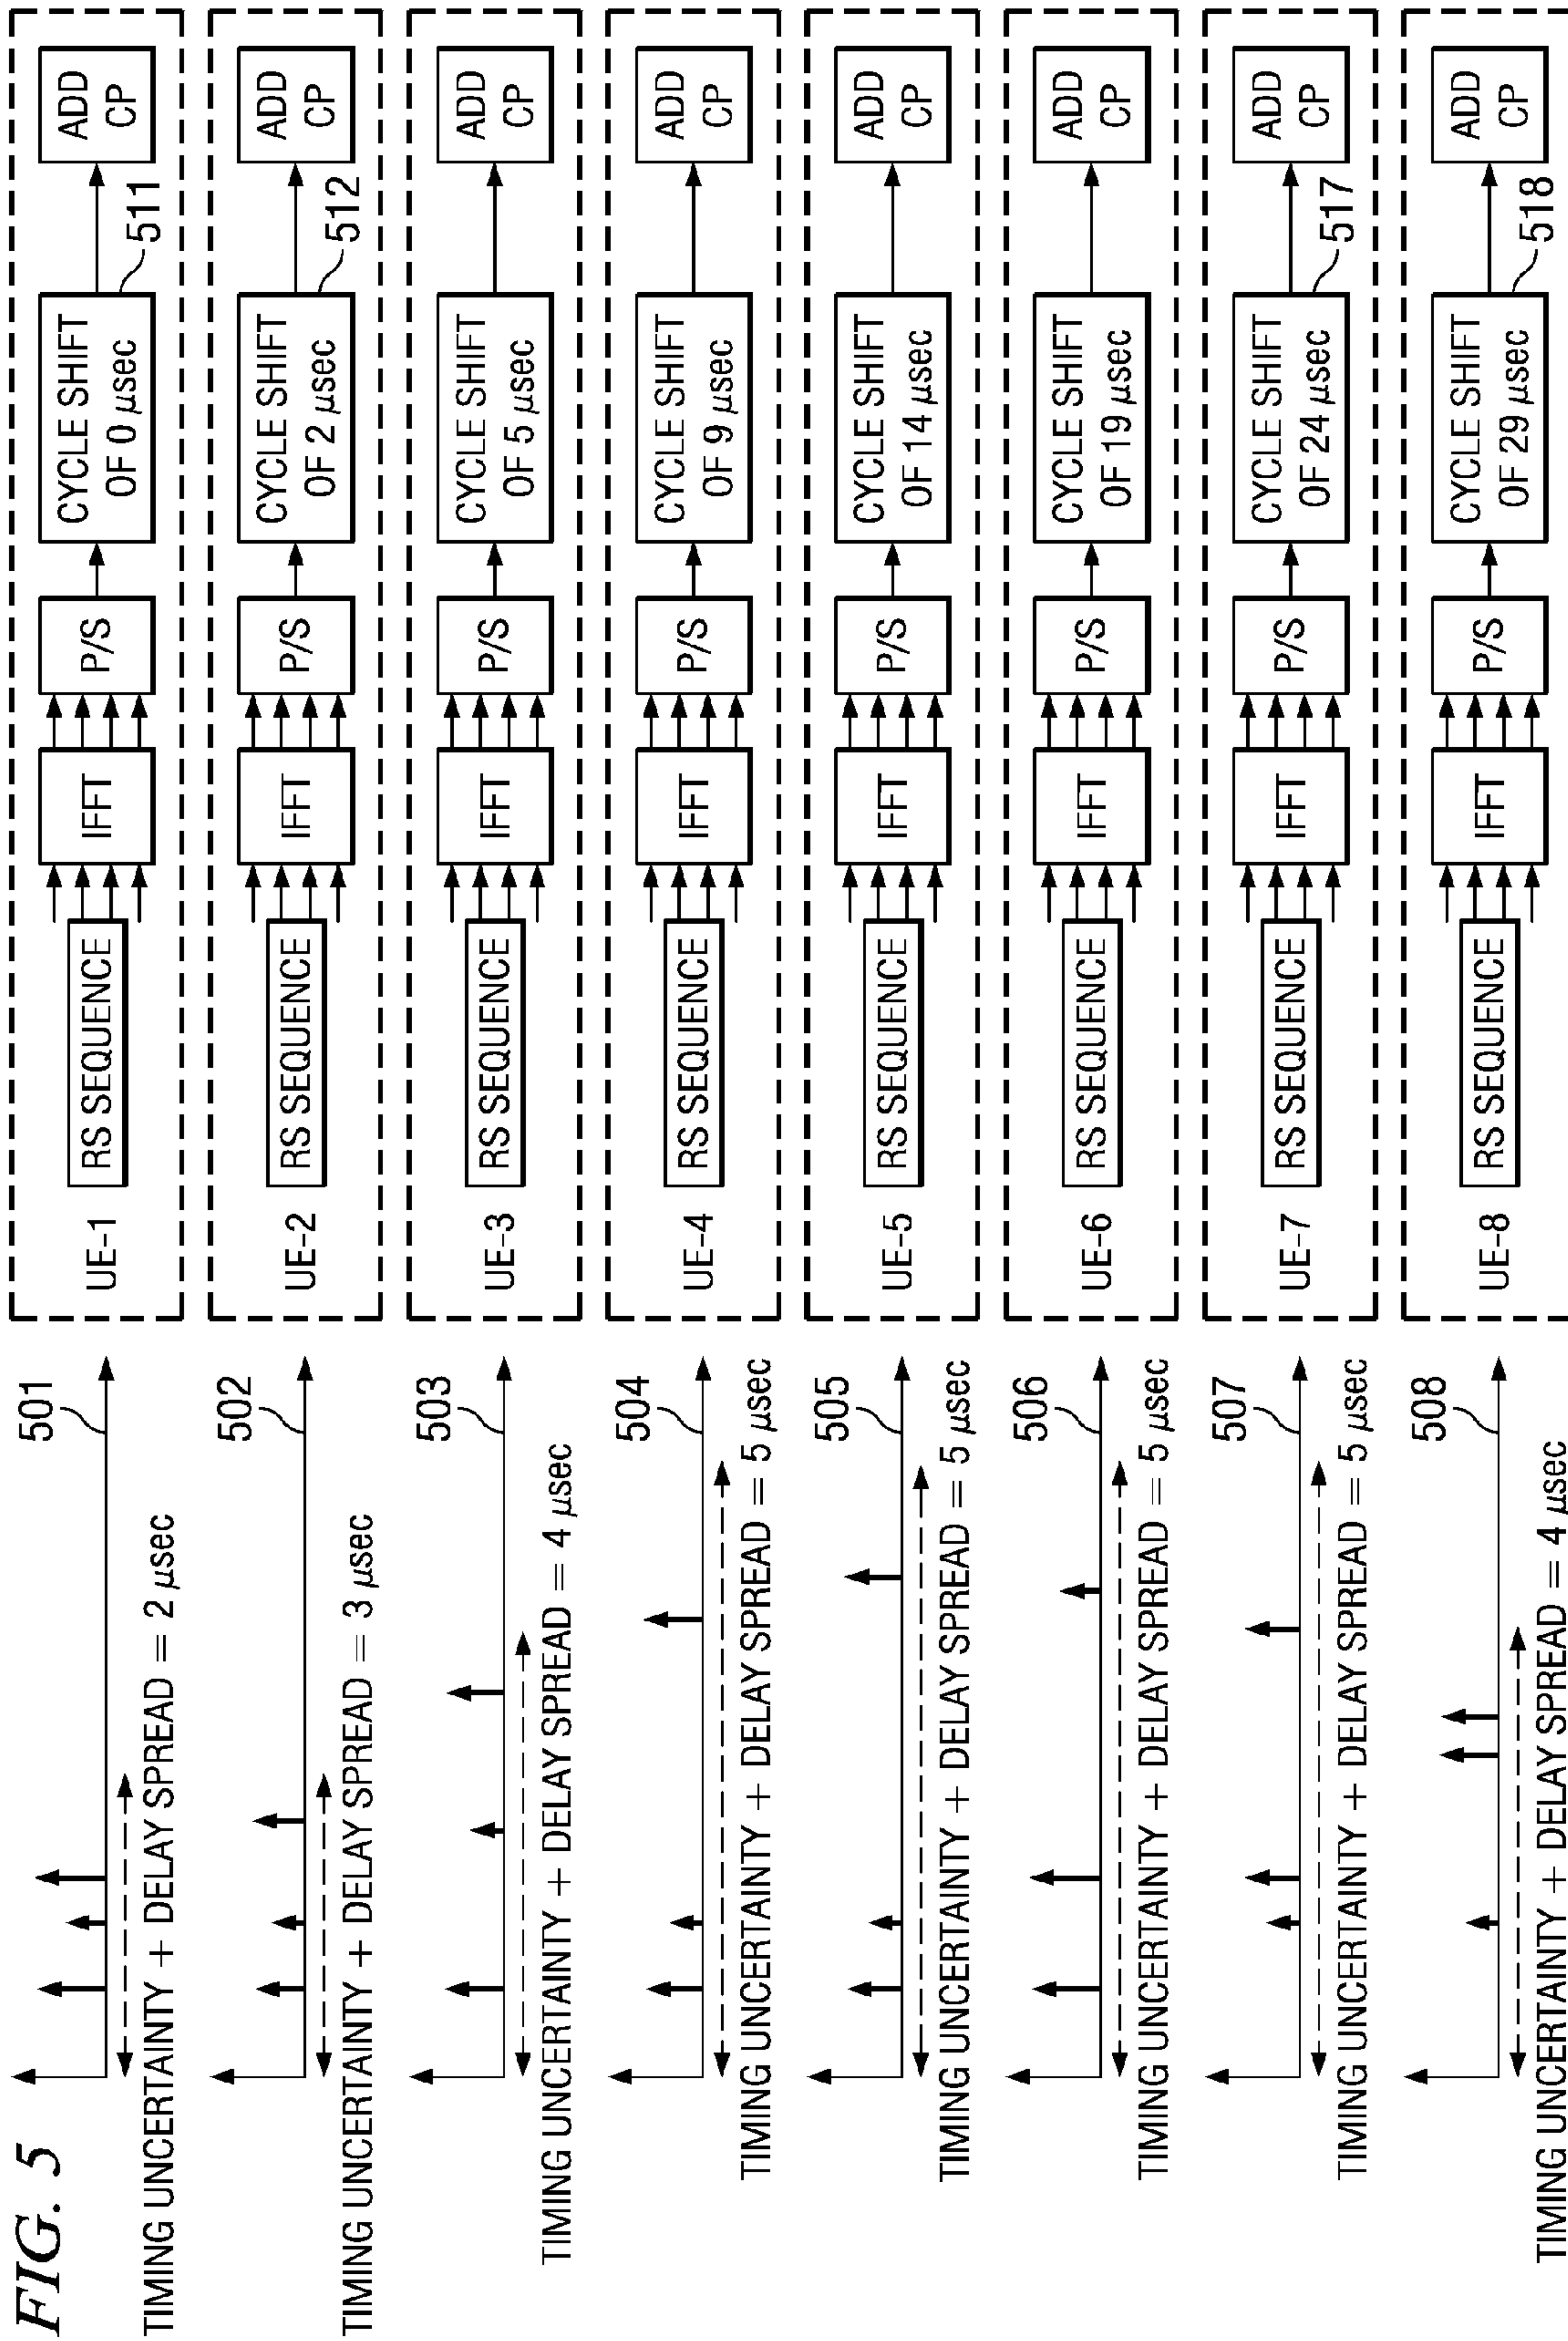 FIG. 5
501
TIMING UNCERTAINTY + DELAY SPREAD = 2 μsec
UE-1
RS SEQUENCE
IFFT
P/S
CYCLE SHIFT
OF 0 μsec
511
ADD
CP
502
TIMING UNCERTAINTY + DELAY SPREAD = 3 μsec
UE-2
RS SEQUENCE
IFFT
P/S
CYCLE SHIFT
OF 2 μsec
512
ADD
CP
503
TIMING UNCERTAINTY + DELAY SPREAD = 4 μsec
UE-3
RS SEQUENCE
IFFT
P/S
CYCLE SHIFT
OF 5 μsec
ADD
CP
504
TIMING UNCERTAINTY + DELAY SPREAD = 5 μsec
UE-4
RS SEQUENCE
IFFT
P/S
CYCLE SHIFT
OF 9 μsec
ADD
CP
505
TIMING UNCERTAINTY + DELAY SPREAD = 5 μsec
UE-5
RS SEQUENCE
IFFT
P/S
CYCLE SHIFT
OF 14 μsec
ADD
CP
506
TIMING UNCERTAINTY + DELAY SPREAD = 5 μsec
UE-6
RS SEQUENCE
IFFT
P/S
CYCLE SHIFT
OF 19 μsec
ADD
CP
507
TIMING UNCERTAINTY + DELAY SPREAD = 5 μsec
UE-7
RS SEQUENCE
IFFT
P/S
CYCLE SHIFT
OF 24 μsec
517
ADD
CP
508
TIMING UNCERTAINTY + DELAY SPREAD = 4 μsec
UE-8
RS SEQUENCE
IFFT
P/S
CYCLE SHIFT
OF 29 μsec
518
ADD
CP